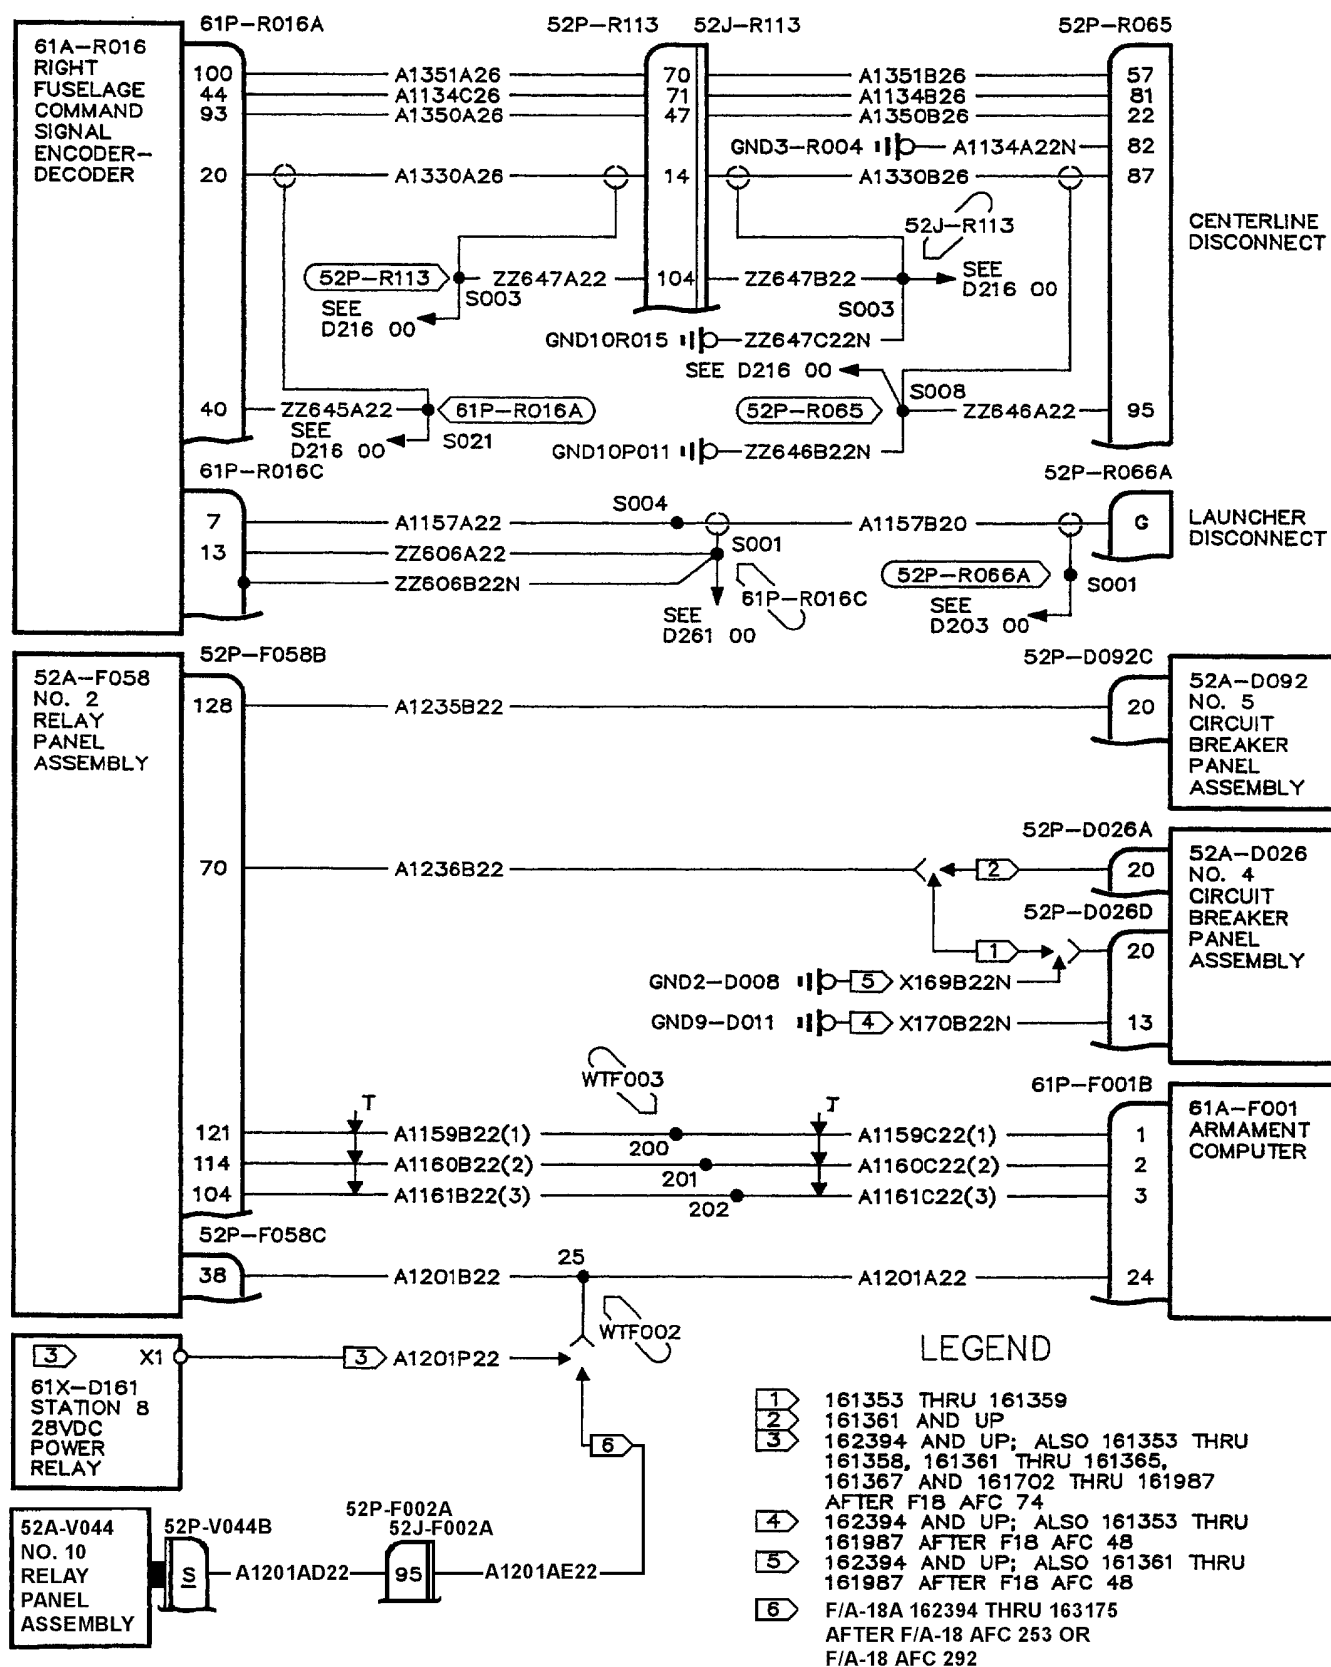 61P-R016A
52P-R113 52J-R113
52P-R065
61A-R016
RIGHT
FUSELAGE
COMMAND
SIGNAL
ENCODER-
DECODER
100 A1351A26 70 A1351B26 57
44 A1134C26 71 A1134B26 81
93 A1350A26 47 A1350B26 22
GND3-R004 A1134A22N 82
20 A1330A26 14 A1330B26 87
52J-R113
CENTERLINE
DISCONNECT
52P-R113 ZZ647A22 104 ZZ647B22 SEE
D216 00
S003 S003
SEE
D216 00
GND10R015 ZZ647C22N
SEE D216 00
S008
40 ZZ645A22 61P-R016A 52P-R065 ZZ646A22 95
SEE
D216 00 S021
GND10P011 ZZ646B22N
61P-R016C
52P-R066A
S004
7 A1157A22 A1157B20 G
LAUNCHER
DISCONNECT
13 ZZ606A22 S001
ZZ606B22N
61P-R016C
52P-R066A S001
SEE
D261 00
SEE
D203 00
52P-F058B
52P-D092C
52A-F058
NO. 2
RELAY
PANEL
ASSEMBLY
128 A1235B22 20
52A-D092
NO. 5
CIRCUIT
BREAKER
PANEL
ASSEMBLY
52P-D026A
70 A1236B22 2 20
52A-D026
NO. 4
CIRCUIT
BREAKER
PANEL
ASSEMBLY
52P-D026D
1 20
GND2-D008 5 X169B22N
GND9-D011 4 X170B22N 13
WTF003
61P-F001B
61A-F001
ARMAMENT
COMPUTER
T T
121 A1159B22(1) 200 A1159C22(1) 1
114 A1160B22(2) 201 A1160C22(2) 2
104 A1161B22(3) 202 A1161C22(3) 3
52P-F058C
25
38 A1201B22 A1201A22 24
WTF002
3 X1 3 A1201P22
61X-D161
STATION 8
28VDC
POWER
RELAY
6
52P-F002A
52J-F002A
52A-V044
NO. 10
RELAY
PANEL
ASSEMBLY
52P-V044B
S A1201AD22 95 A1201AE22
LEGEND
1 161353 THRU 161359
2 161361 AND UP
3 162394 AND UP; ALSO 161353 THRU
161358, 161361 THRU 161365,
161367 AND 161702 THRU 161987
AFTER F18 AFC 74
4 162394 AND UP; ALSO 161353 THRU
161987 AFTER F18 AFC 48
5 162394 AND UP; ALSO 161361 THRU
161987 AFTER F18 AFC 48
6 F/A-18A 162394 THRU 163175
AFTER F/A-18 AFC 253 OR
F/A-18 AFC 292